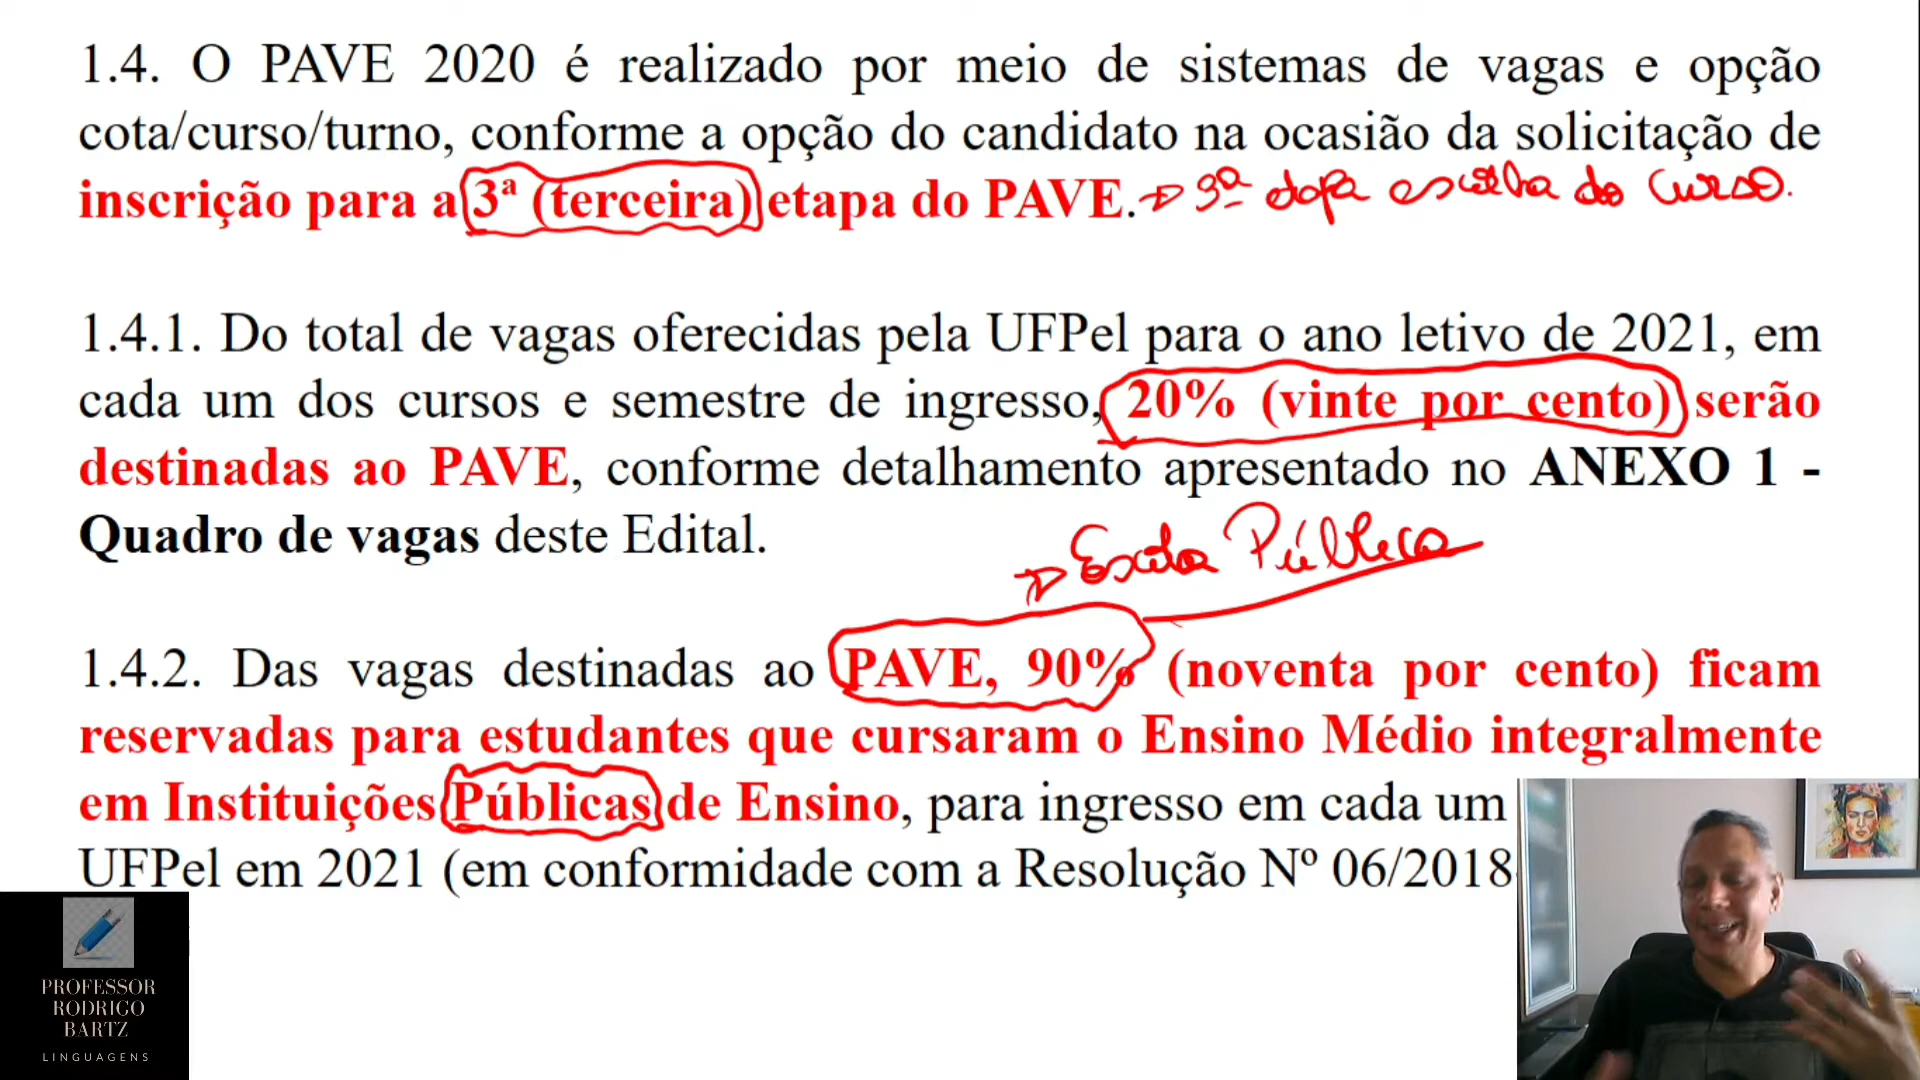 1.4. O PAVE 2020 é realizado por meio de sistemas de vagas e opção
cota/curso/turno, conforme a opção do candidato na ocasião da solicitação de
inscrição para a 3ª (terceira) etapa do PAVE. 3ª etapa escolha do curso.
1.4.1. Do total de vagas oferecidas pela UFPel para o ano letivo de 2021, em
cada um dos cursos e semestre de ingresso, 20% (vinte por cento) serão
destinadas ao PAVE, conforme detalhamento apresentado no ANEXO 1 -
Quadro de vagas deste Edital.
Escola Pública
1.4.2. Das vagas destinadas ao PAVE, 90% (noventa por cento) ficam
reservadas para estudantes que cursaram o Ensino Médio integralmente
em Instituições Públicas de Ensino, para ingresso em cada um
UFPel em 2021 (em conformidade com a Resolução Nº 06/2018
PROFESSOR
RODRIGO
BARTZ
LINGUAGENS